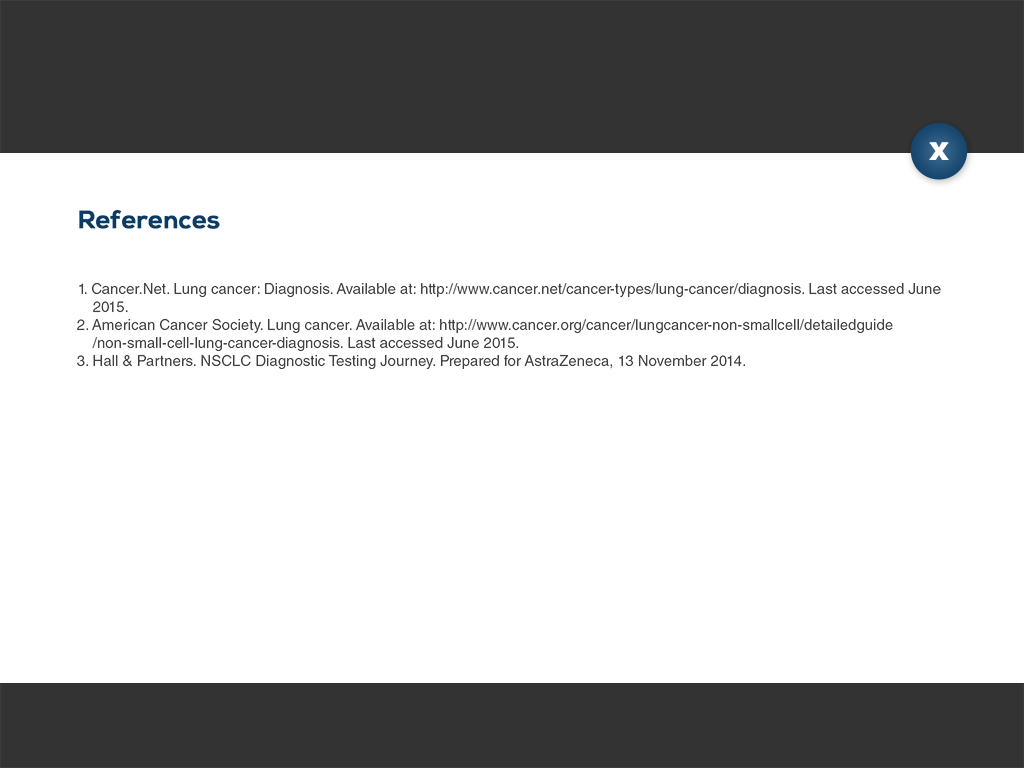 X
References
1. Cancer.Net. Lung cancer: Diagnosis. Available at: http://www.cancer.net/cancer-types/lung-cancer/diagnosis. Last accessed June
2015.
2. American Cancer Society. Lung cancer. Available at: http://www.cancer.org/cancer/lungcancer-non-smallcell/detailedguide
/non-small-cell-lung-cancer-diagnosis. Last accessed June 2015.
3. Hall & Partners. NSCLC Diagnostic Testing Journey. Prepared for AstraZeneca, 13 November 2014.